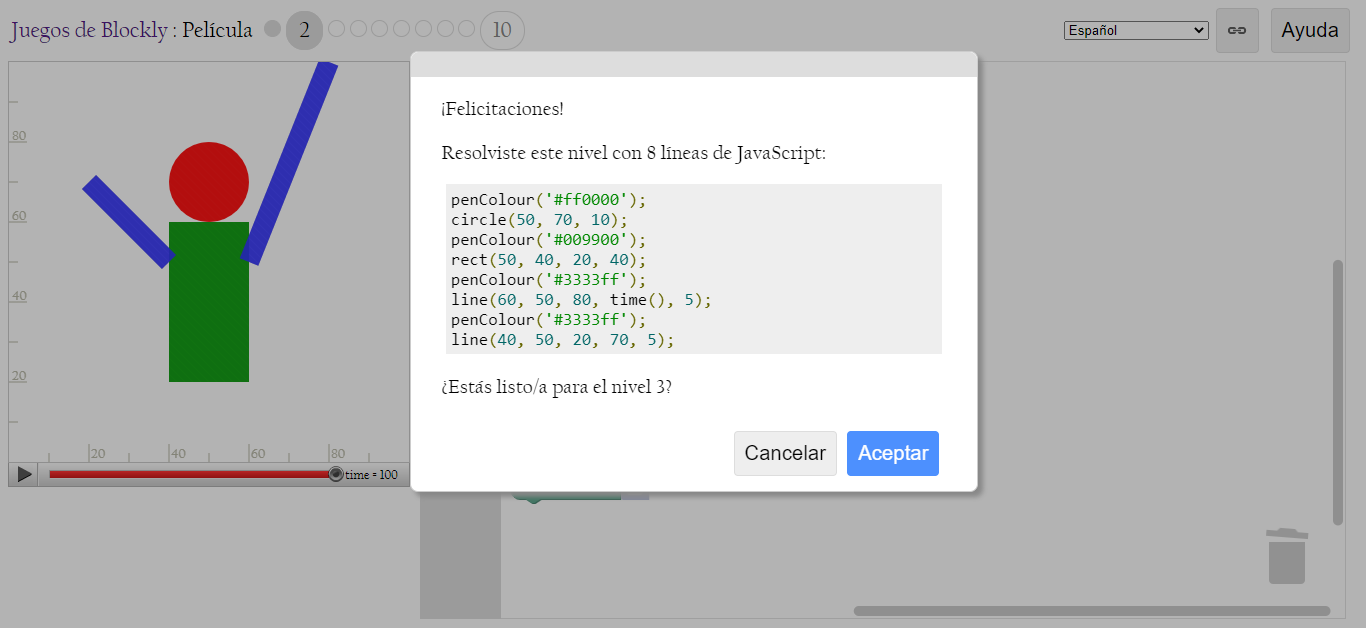 Juegos de Blockly : Película 2 10 Español Ayuda
80
60
40
20
20 40 60 80
time = 100
¡Felicitaciones!
Resolviste este nivel con 8 líneas de JavaScript:
penColour('#ff0000');
circle(50, 70, 10);
penColour('#009900');
rect(50, 40, 20, 40);
penColour('#3333ff');
line(60, 50, 80, time(), 5);
penColour('#3333ff');
line(40, 50, 20, 70, 5);
¿Estás listo/a para el nivel 3?
Cancelar Aceptar